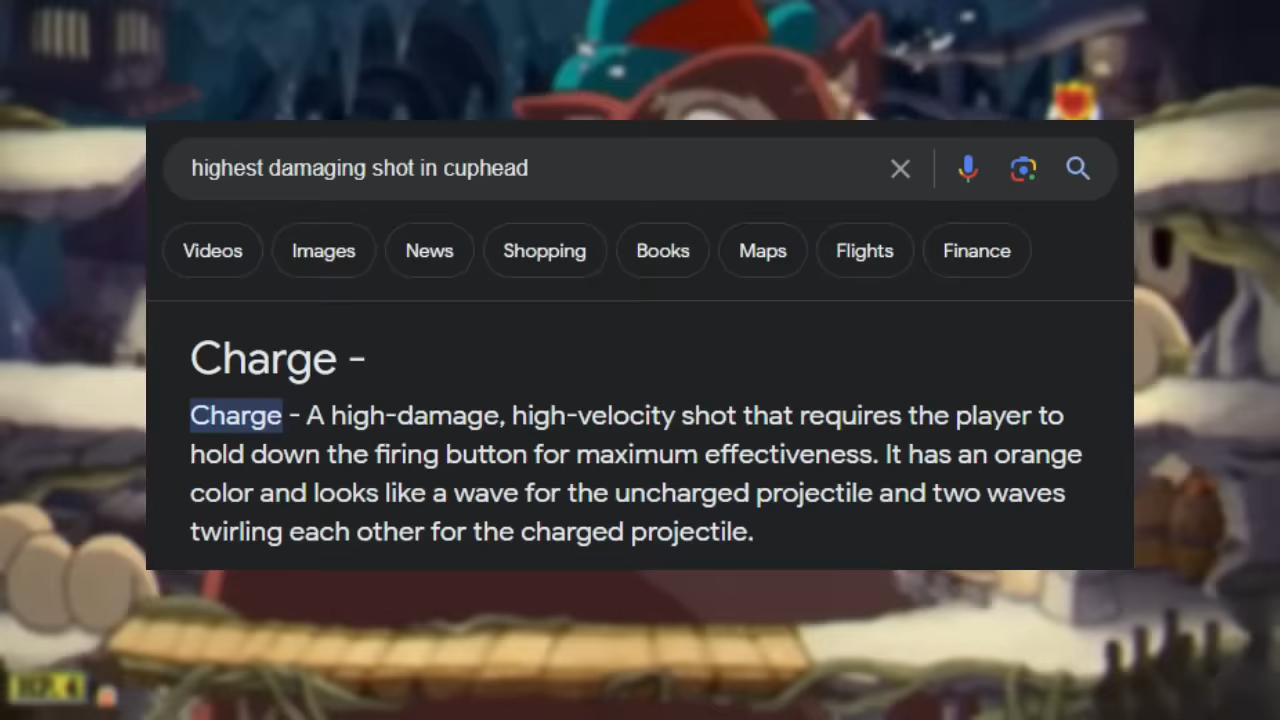 highest damaging shot in cuphead
Videos
Images
News
Shopping
Books
Maps
Flights
Finance
Charge -
Charge - A high-damage, high-velocity shot that requires the player to
hold down the firing button for maximum effectiveness. It has an orange
color and looks like a wave for the uncharged projectile and two waves
twirling each other for the charged projectile.